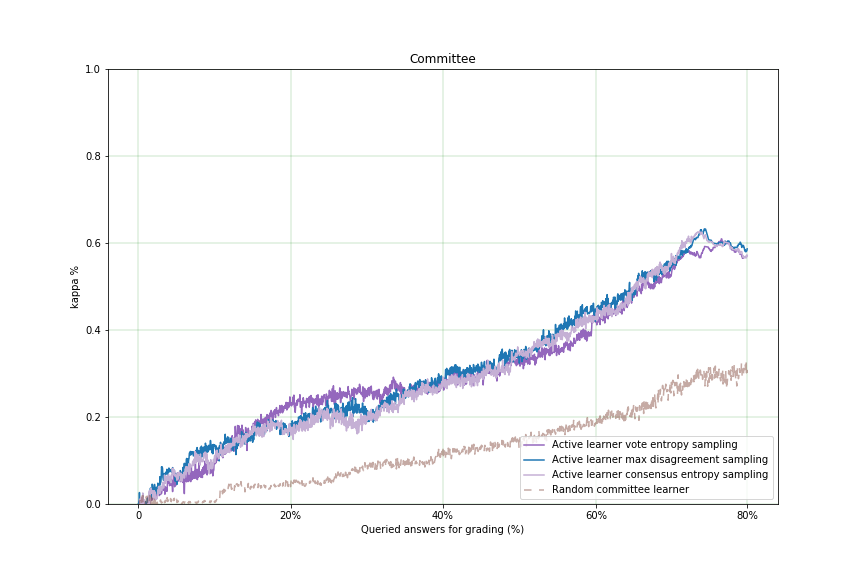 Committee
1.0
0.8
0.6
0.4
0.2
0.0
kappa %
0
20%
40%
60%
80%
Queried answers for grading (%)
Active learner vote entropy sampling
Active learner max disagreement sampling
Active learner consensus entropy sampling
Random committee learner